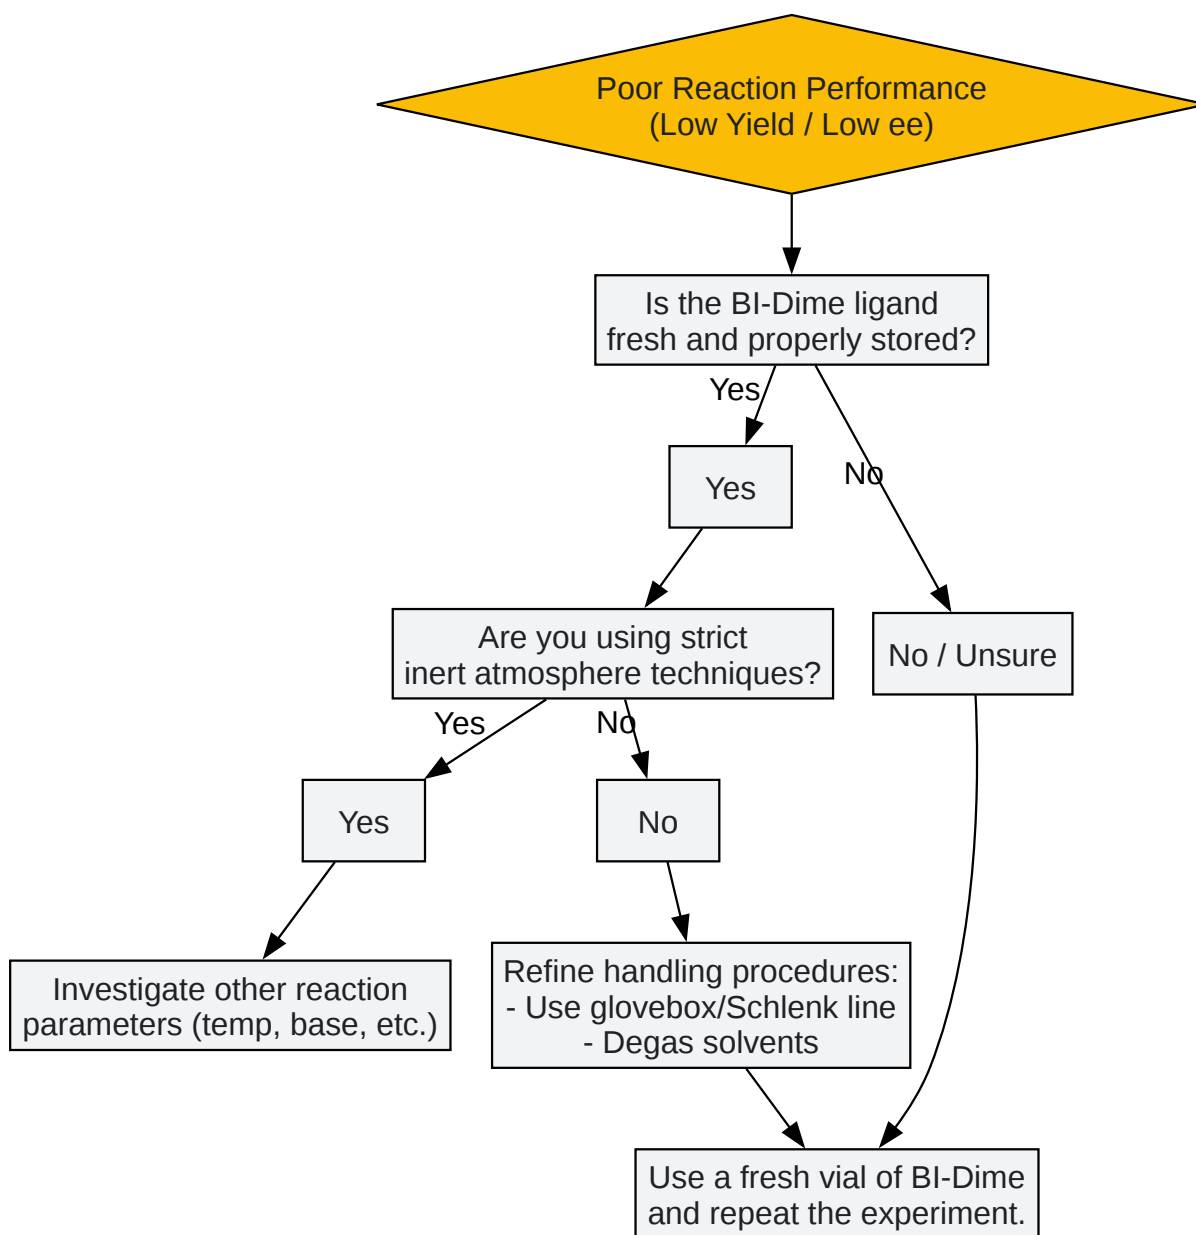 Poor Reaction Performance
(Low Yield / Low ee)
Is the BI-Dime ligand
fresh and properly stored?
Yes
No
Yes
Are you using strict
inert atmosphere techniques?
No / Unsure
Yes
No
Yes
No
Investigate other reaction
parameters (temp, base, etc.)
Refine handling procedures:
- Use glovebox/Schlenk line
- Degas solvents
Use a fresh vial of BI-Dime
and repeat the experiment.